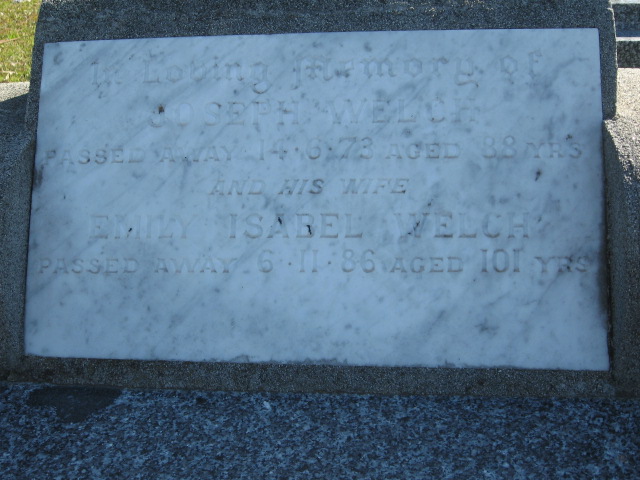 In Loving Memory of
JOSEPH WELCH
PASSED AWAY 14·6·73 AGED 88 YRS
AND HIS WIFE
EMILY ISABEL WELCH
PASSED AWAY 6·11·86 AGED 101 YRS